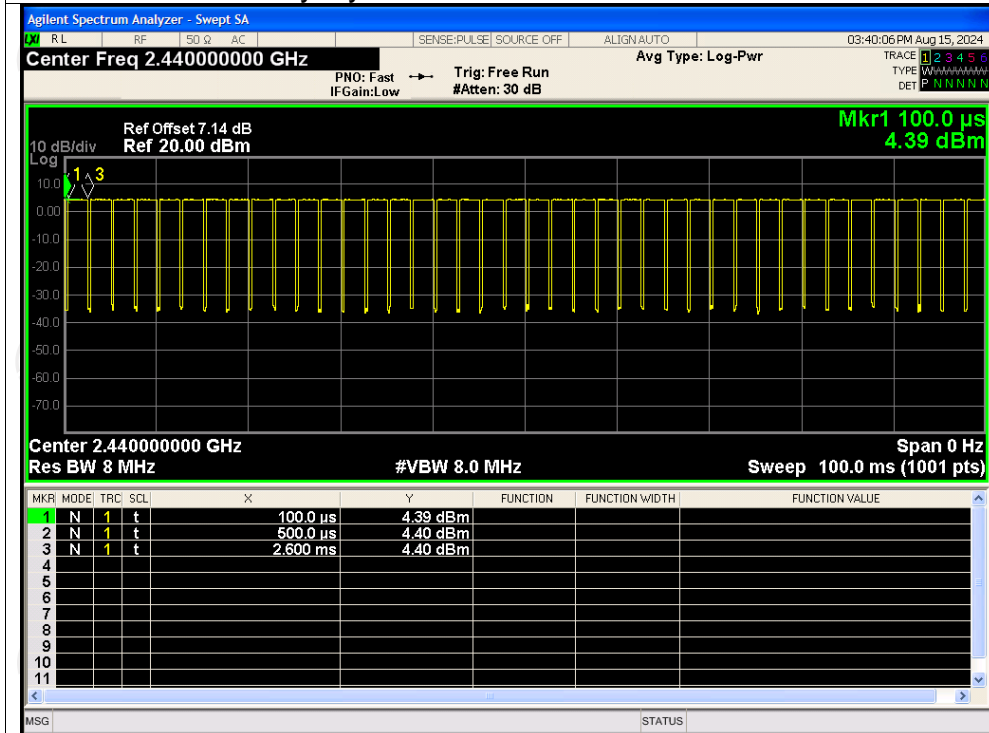 Agilent Spectrum Analyzer - Swept SA
LXI RL RF 50 Ω AC SENSE:PULSE SOURCE OFF ALIGN AUTO 03:40:06 PM Aug 15, 2024
Center Freq 2.440000000 GHz Avg Type: Log-Pwr TRACE 1 2 3 4 5 6
PNO: Fast Trig: Free Run TYPE WWWWWW
IFGain:Low #Atten: 30 dB DET P N N N N N
Mkr1 100.0 µs
Ref Offset 7.14 dB
10 dB/div Ref 20.00 dBm 4.39 dBm
Log
1 3
10.0
0.00
-10.0
-20.0
-30.0
-40.0
-50.0
-60.0
-70.0
Center 2.440000000 GHz Span 0 Hz
Res BW 8 MHz #VBW 8.0 MHz Sweep 100.0 ms (1001 pts)
MKR MODE TRC SCL X Y FUNCTION FUNCTION WIDTH FUNCTION VALUE
1 N 1 t 100.0 µs 4.39 dBm
2 N 1 t 500.0 µs 4.40 dBm
3 N 1 t 2.600 ms 4.40 dBm
4
5
6
7
8
9
10
11
MSG STATUS